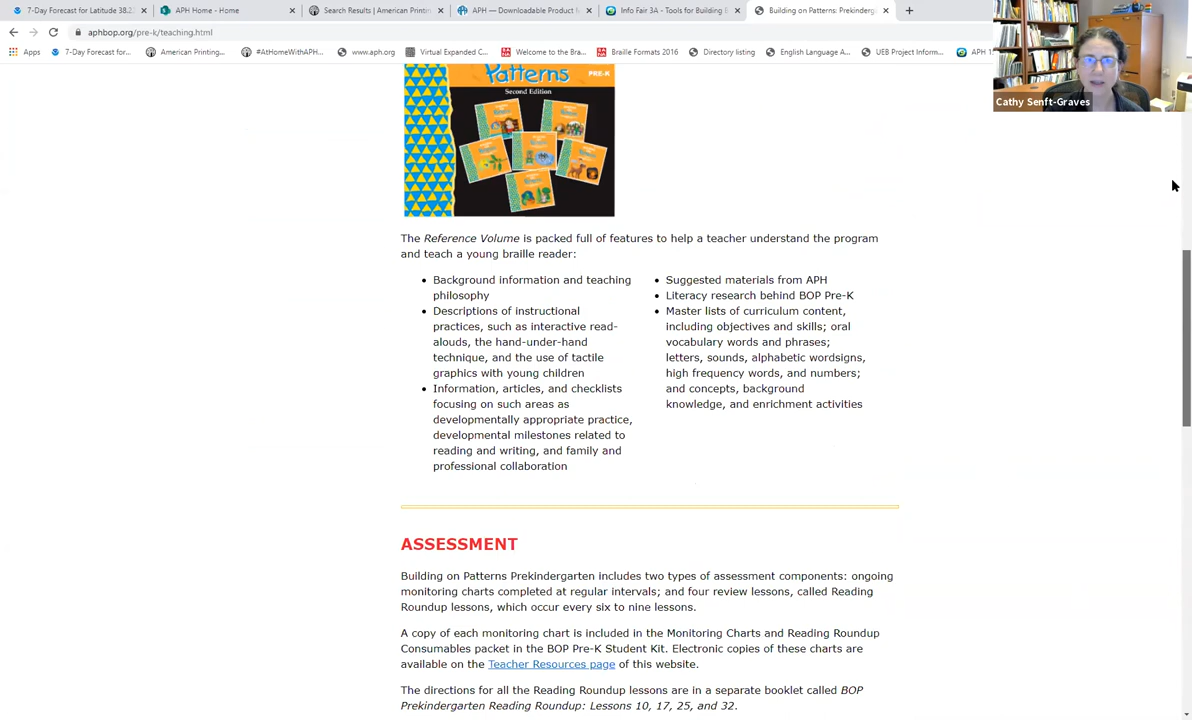 7-Day Forecast for Latitude 38.2
APH Home - Home
Search Results | American Printin
APH — Downloadable Product M
Info Fair 3A - Tools for Building B
Building on Patterns: Prekinderga
aphbop.org/pre-k/teaching.html
Apps
7-Day Forecast for...
American Printing...
#AtHomeWithAPH...
www.aph.org
Virtual Expanded C...
Welcome to the Bra...
Braille Formats 2016
Directory listing
English Language A...
UEB Project Inform...
APH 1
Cathy Senft-Graves
Patterns
PRE-K
Second Edition
The Reference Volume is packed full of features to help a teacher understand the program
and teach a young braille reader:
• Background information and teaching
philosophy
• Descriptions of instructional
practices, such as interactive read-
alouds, the hand-under-hand
technique, and the use of tactile
graphics with young children
• Information, articles, and checklists
focusing on such areas as
developmentally appropriate practice,
developmental milestones related to
reading and writing, and family and
professional collaboration
• Suggested materials from APH
• Literacy research behind BOP Pre-K
• Master lists of curriculum content,
including objectives and skills; oral
vocabulary words and phrases;
letters, sounds, alphabetic wordsigns,
high frequency words, and numbers;
and concepts, background
knowledge, and enrichment activities
ASSESSMENT
Building on Patterns Prekindergarten includes two types of assessment components: ongoing
monitoring charts completed at regular intervals; and four review lessons, called Reading
Roundup lessons, which occur every six to nine lessons.
A copy of each monitoring chart is included in the Monitoring Charts and Reading Roundup
Consumables packet in the BOP Pre-K Student Kit. Electronic copies of these charts are
available on the Teacher Resources page of this website.
The directions for all the Reading Roundup lessons are in a separate booklet called BOP
Prekindergarten Reading Roundup: Lessons 10, 17, 25, and 32.